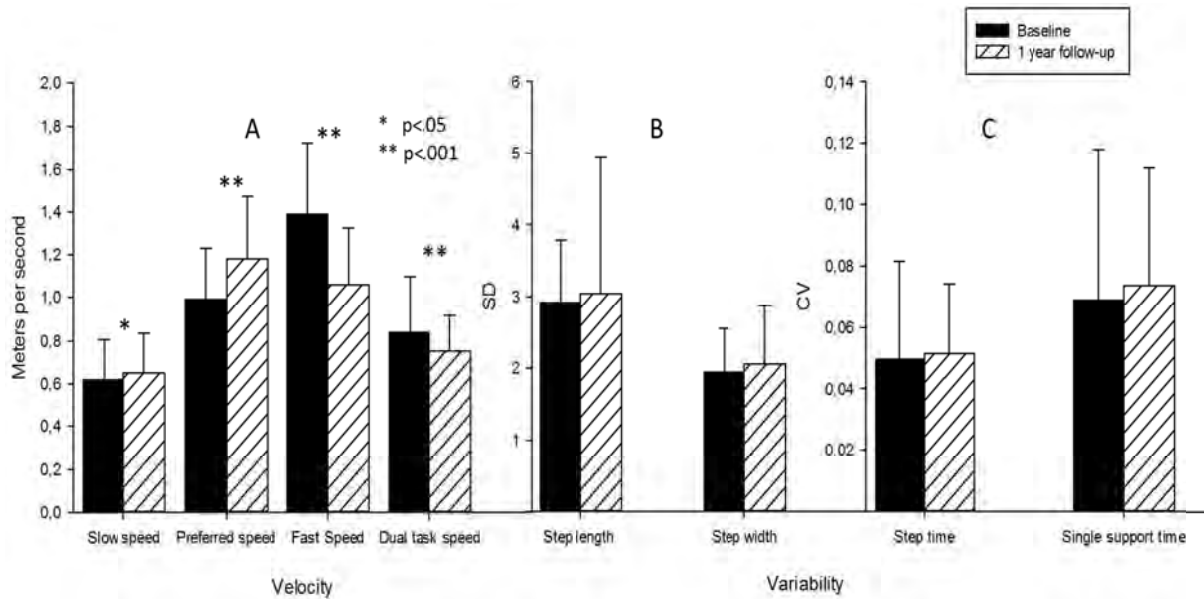 Baseline
1 year follow-up
A
* p<.05
** p<.001
**
**
**
*
Meters per second
2,0
1,8
1,6
1,4
1,2
1,0
0,8
0,6
0,4
0,2
0,0
Slow speed
Preferred speed
Fast Speed
Dual task speed
Velocity
B
SD
6
5
4
3
2
1
Step length
Step width
C
CV
0,14
0,12
0,10
0,08
0,06
0,04
0,02
Step time
Single support time
Variability